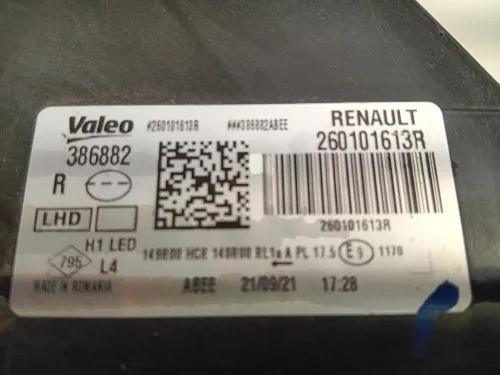 Valeo #260101613R ###386882ABEE RENAULT
386882 260101613R
R
LHD 260101613R
H1 LED 149R00 HCR 148R00 RL1a A PL 17.5 E9 1170
795 L4
MADE IN ROMANIA ABEE 21/09/21 17:28